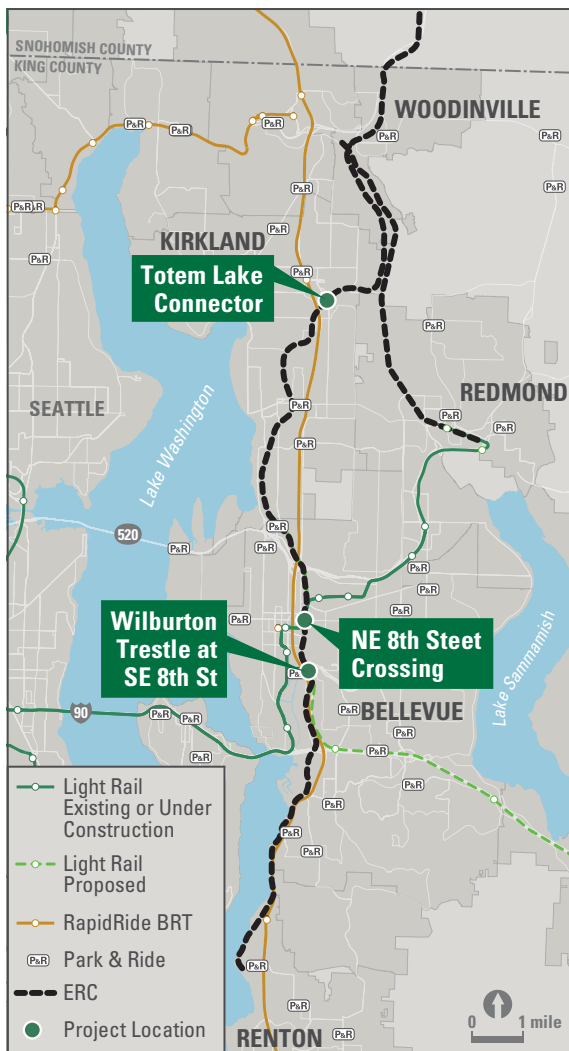 SNOHOMISH COUNTY
KING COUNTY
WOODINVILLE
P&R
P&R
P&R
P&R
P&R
P&R
P&R
P&R
KIRKLAND
Totem Lake
Connector
P&R
REDMOND
P&R
P&R
P&R
P&R
SEATTLE
Lake Washington
520
P&R
P&R
P&R
P&R
Wilburton
Trestle at
SE 8th St
NE 8th Steet
Crossing
Lake Sammamish
P&R
P&R
P&R
BELLEVUE
90
P&R
P&R
P&R
P&R
P&R
P&R
P&R
RENTON
Light Rail
Existing or Under
Construction
Light Rail
Proposed
RapidRide BRT
P&R Park & Ride
ERC
Project Location
0 1 mile